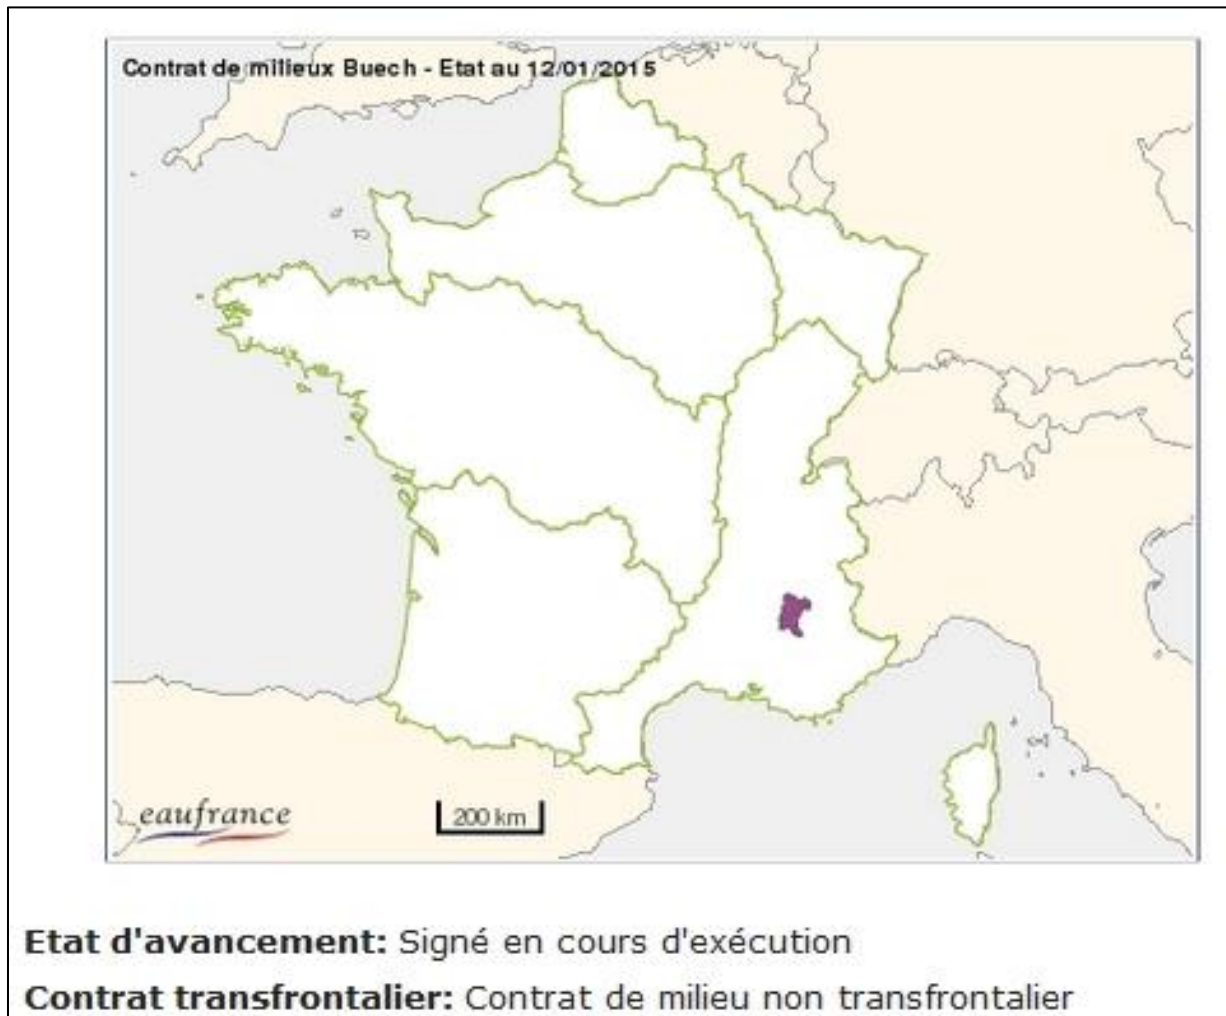 Contrat de milieux Buech - Etat au 12/01/2015
eaufrance
200 km
Etat d'avancement: Signé en cours d'exécution
Contrat transfrontalier: Contrat de milieu non transfrontalier